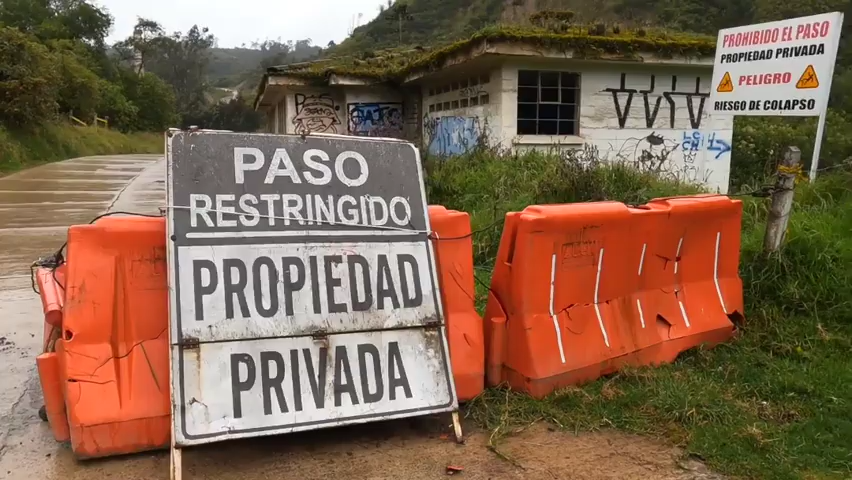 PASO
RESTRINGIDO
PROPIEDAD
PRIVADA
PROHIBIDO EL PASO
PROPIEDAD PRIVADA
PELIGRO
RIESGO DE COLAPSO